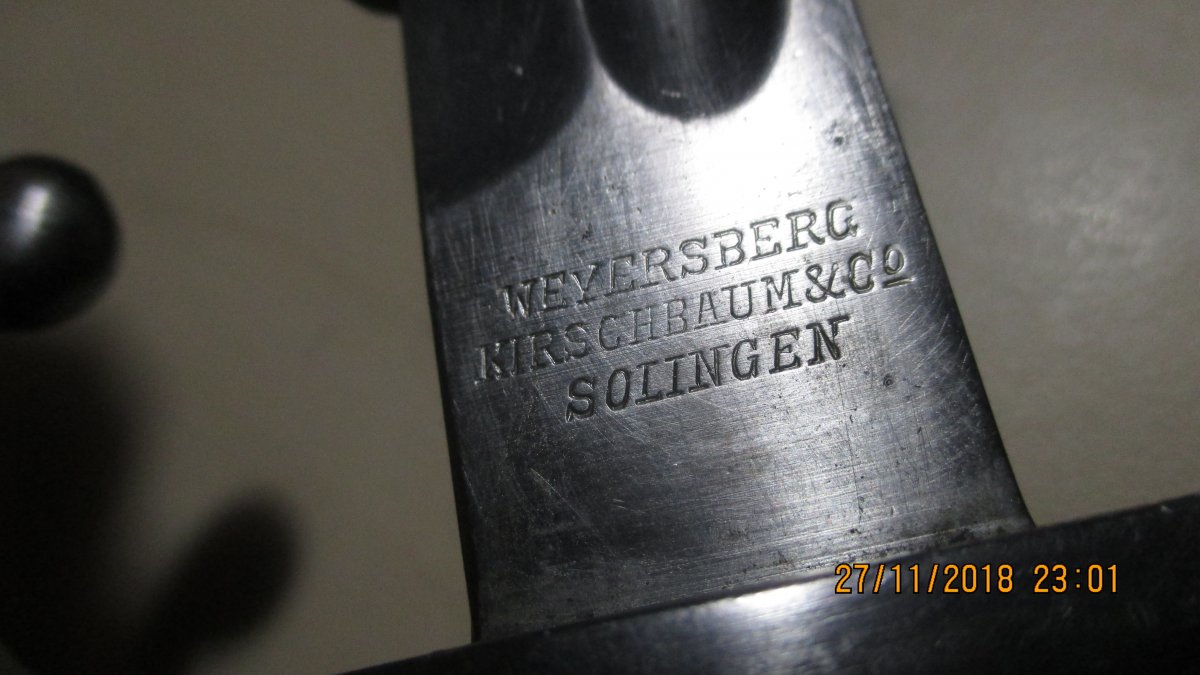 WEYERSBERG
KIRSCHBAUM&Cº
SOLINGEN
27/11/2018 23:01